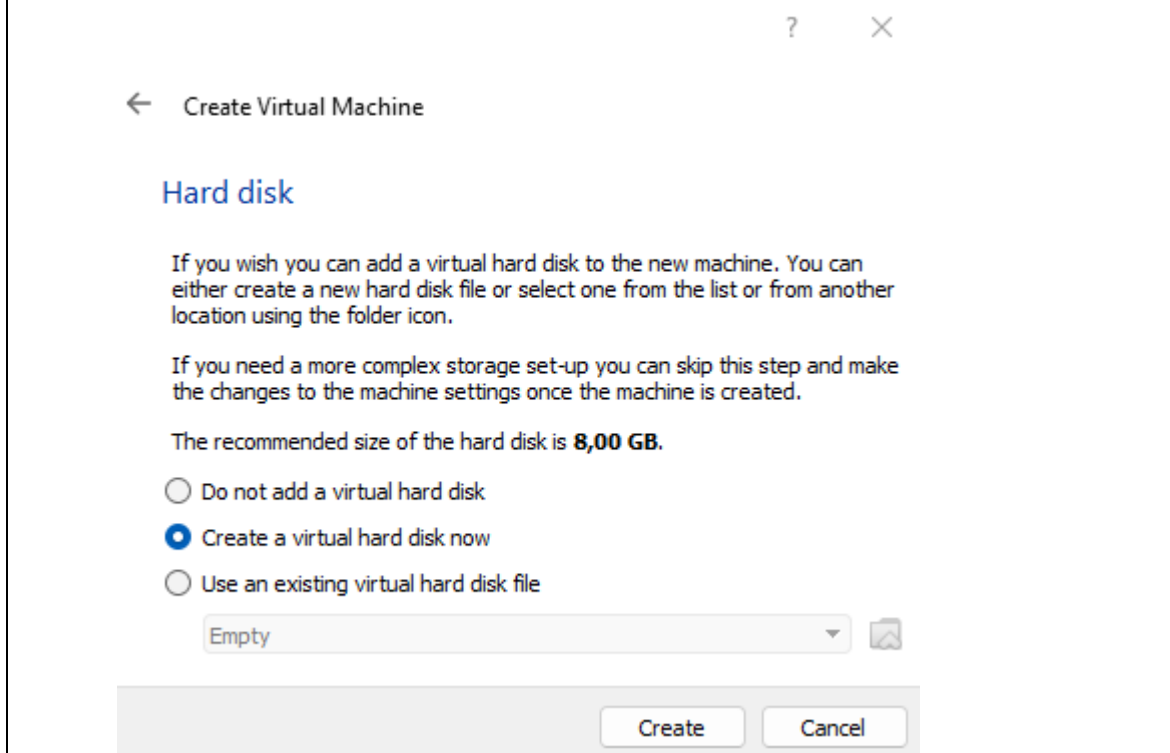 ?
Create Virtual Machine
Hard disk
If you wish you can add a virtual hard disk to the new machine. You can
either create a new hard disk file or select one from the list or from another
location using the folder icon.
If you need a more complex storage set-up you can skip this step and make
the changes to the machine settings once the machine is created.
The recommended size of the hard disk is 8,00 GB.
Do not add a virtual hard disk
Create a virtual hard disk now
Use an existing virtual hard disk file
Empty
Create Cancel